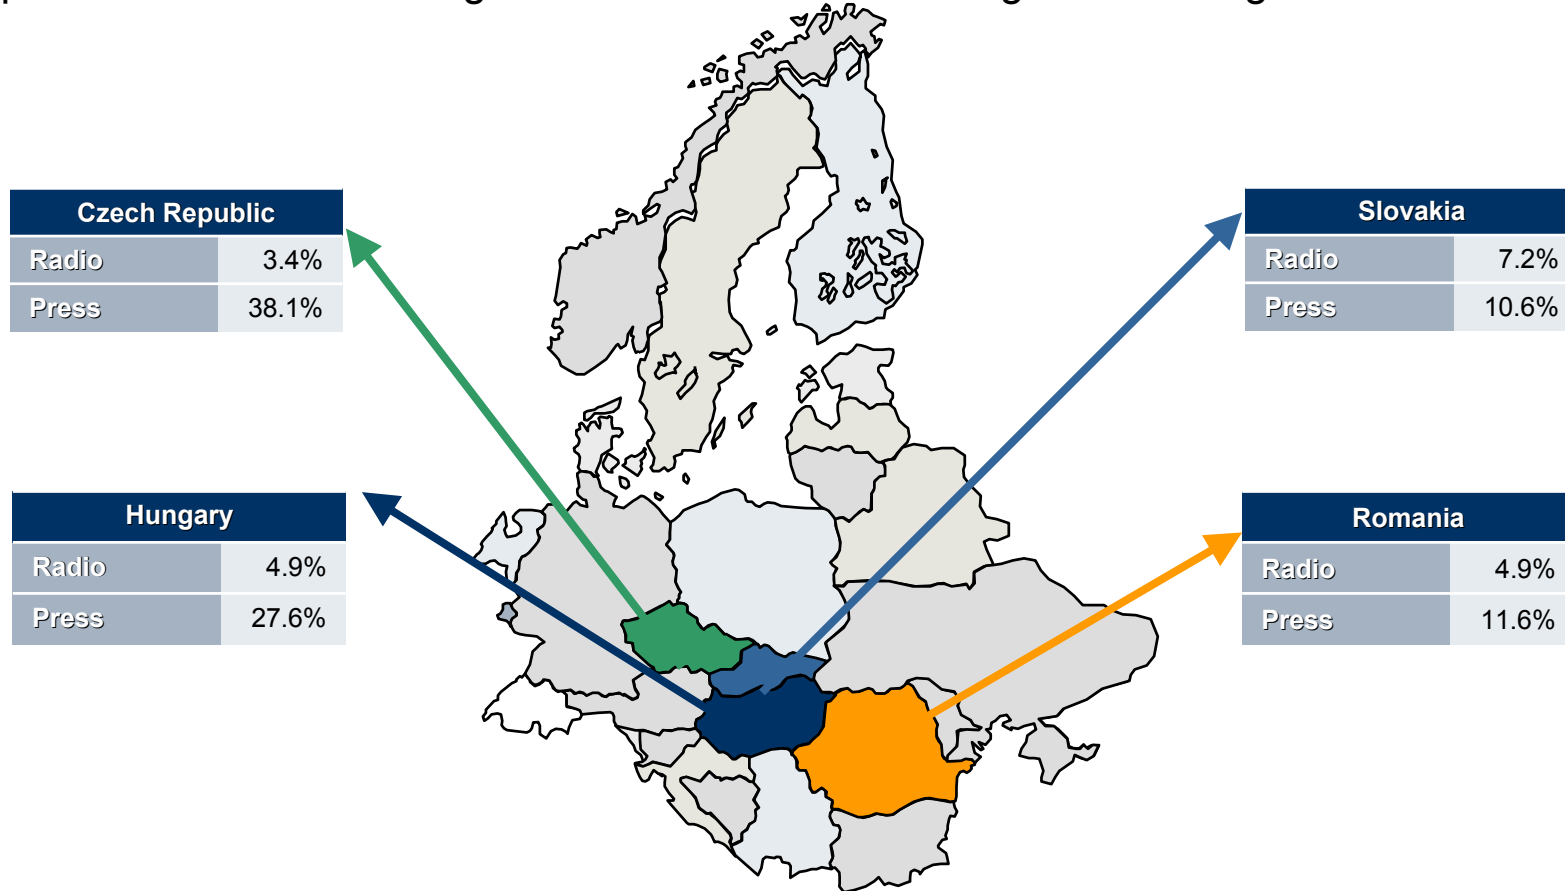 Czech Republic
Radio 3.4%
Press 38.1%
Slovakia
Radio 7.2%
Press 10.6%
Hungary
Radio 4.9%
Press 27.6%
Romania
Radio 4.9%
Press 11.6%